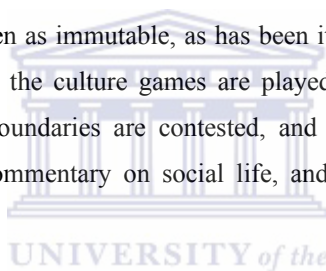 en as immutable, as has been it
the culture games are played
oundaries are contested, and
ommentary on social life, and
UNIVERSITY of the